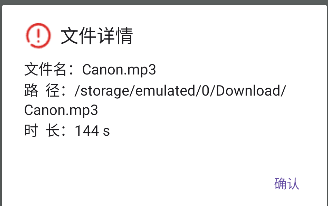 文件详情
文件名：Canon.mp3
路 径：/storage/emulated/0/Download/
Canon.mp3
时 长：144 s
确认